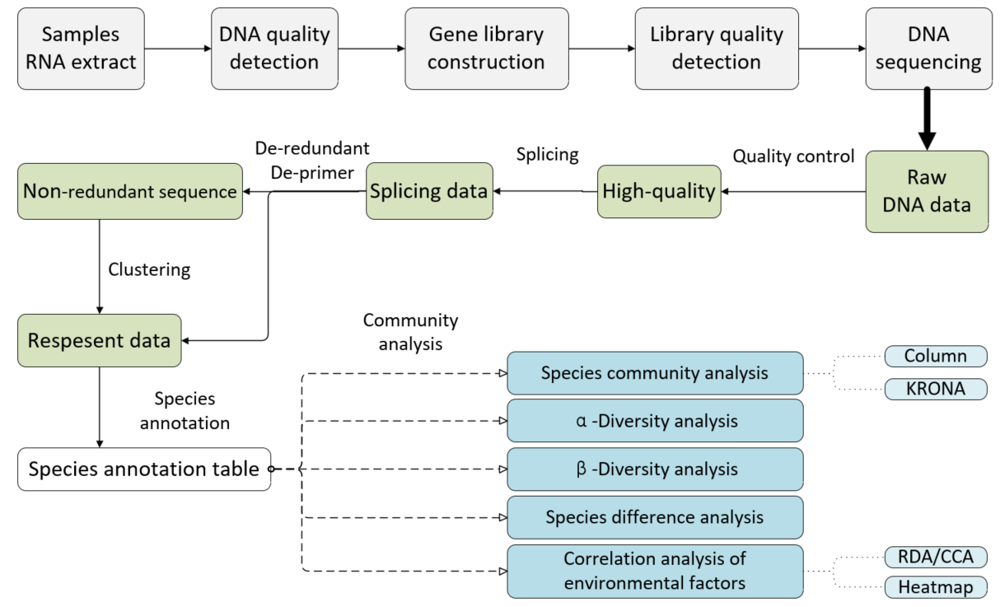 Samples
RNA extract
DNA quality
detection
Gene library
construction
Library quality
detection
DNA
sequencing
Raw
DNA data
Quality control
High-quality
Splicing
Splicing data
De-redundant
De-primer
Non-redundant sequence
Clustering
Respesent data
Species
annotation
Species annotation table
Community
analysis
Species community analysis
Column
KRONA
α -Diversity analysis
β -Diversity analysis
Species difference analysis
Correlation analysis of
environmental factors
RDA/CCA
Heatmap